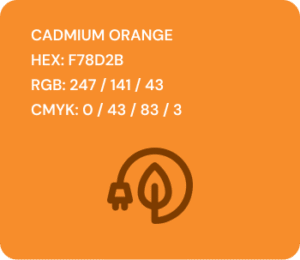 CADMIUM ORANGE
HEX: F78D2B
RGB: 247 / 141 / 43
CMYK: 0 / 43 / 83 / 3